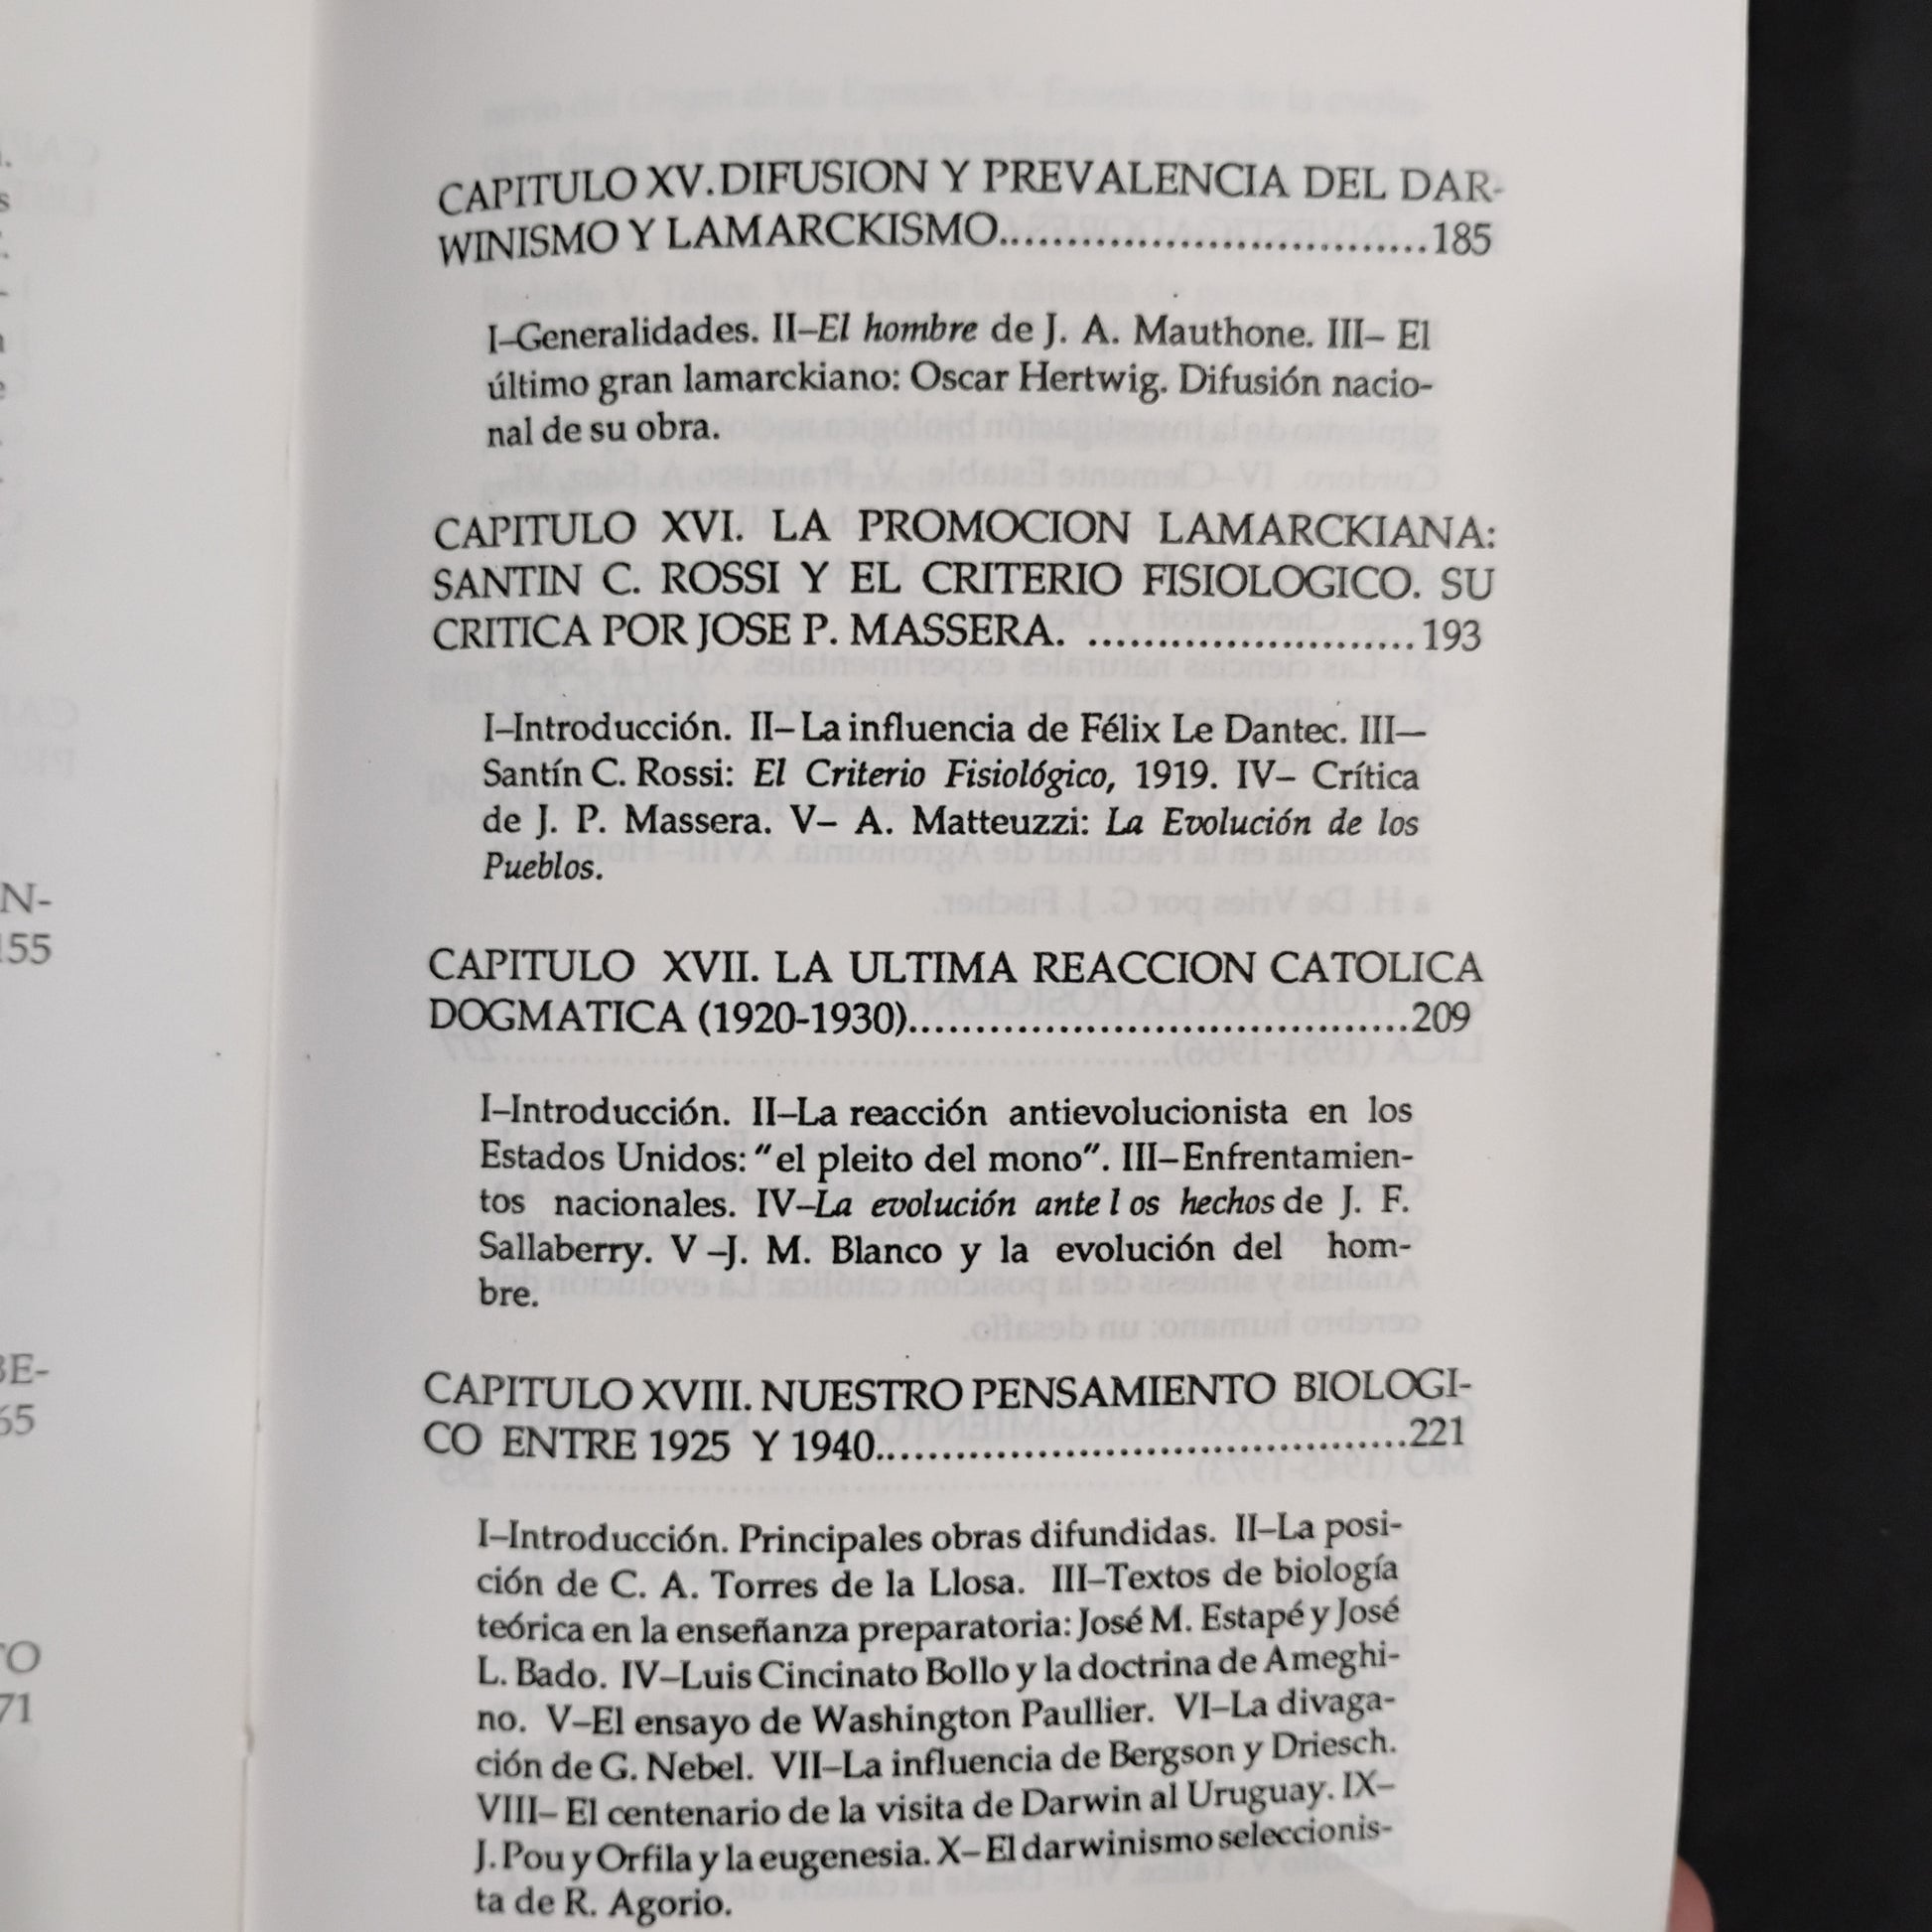 N-
155
BE-
65
TO
71
CAPITULO XV. DIFUSION Y PREVALENCIA DEL DAR-
WINISMO Y LAMARCKISMO................................185
I–Generalidades. II–El hombre de J. A. Mauthone. III– El
último gran lamarckiano: Oscar Hertwig. Difusión nacio-
nal de su obra.
CAPITULO XVI. LA PROMOCION LAMARCKIANA:
SANTIN C. ROSSI Y EL CRITERIO FISIOLOGICO. SU
CRITICA POR JOSE P. MASSERA. .........................193
I–Introducción. II– La influencia de Félix Le Dantec. III—
Santín C. Rossi: El Criterio Fisiológico, 1919. IV– Crítica
de J. P. Massera. V– A. Matteuzzi: La Evolución de los
Pueblos.
CAPITULO XVII. LA ULTIMA REACCION CATOLICA
DOGMATICA (1920-1930)......................................209
I–Introducción. II–La reacción antievolucionista en los
Estados Unidos: "el pleito del mono". III–Enfrentamien-
tos nacionales. IV–La evolución ante l os hechos de J. F.
Sallaberry. V –J. M. Blanco y la evolución del hom-
bre.
CAPITULO XVIII. NUESTRO PENSAMIENTO BIOLOGI-
CO ENTRE 1925 Y 1940........................................221
I–Introducción. Principales obras difundidas. II–La posi-
ción de C. A. Torres de la Llosa. III–Textos de biología
teórica en la enseñanza preparatoria: José M. Estapé y José
L. Bado. IV–Luis Cincinato Bollo y la doctrina de Ameghi-
no. V–El ensayo de Washington Paullier. VI–La divaga-
ción de G. Nebel. VII–La influencia de Bergson y Driesch.
VIII– El centenario de la visita de Darwin al Uruguay. IX–
J. Pou y Orfila y la eugenesia. X– El darwinismo seleccionis-
ta de R. Agorio.